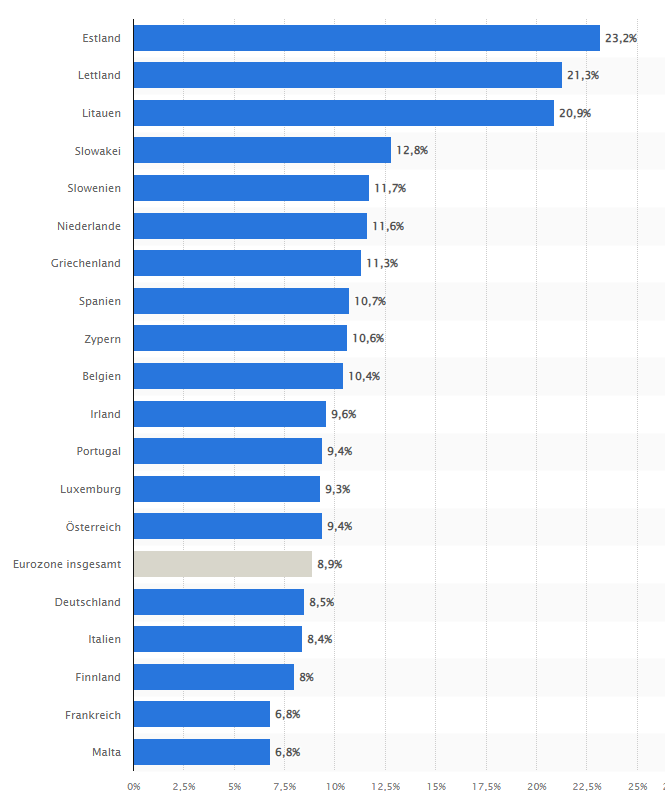 Estland 23,2%
Lettland 21,3%
Litauen 20,9%
Slowakei 12,8%
Slowenien 11,7%
Niederlande 11,6%
Griechenland 11,3%
Spanien 10,7%
Zypern 10,6%
Belgien 10,4%
Irland 9,6%
Portugal 9,4%
Luxemburg 9,3%
Österreich 9,4%
Eurozone insgesamt 8,9%
Deutschland 8,5%
Italien 8,4%
Finnland 8%
Frankreich 6,8%
Malta 6,8%
0% 2,5% 5% 7,5% 10% 12,5% 15% 17,5% 20% 22,5% 25%